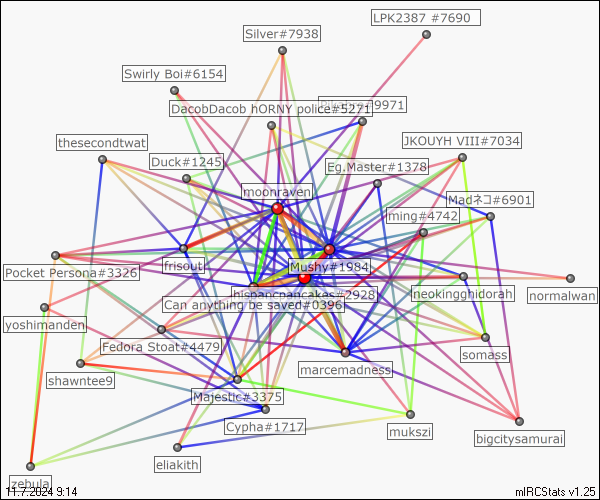 LPK2387 #7690
Silver#7938
Swirly Boi#6154
#9971
DacobDacob hORNY police#5271
thesecondtwat
JKOUYH VIII#7034
Duck#1245
Eg.Master#1378
moonraven
Madネコ#6901
ming#4742
frisout
Mushy#1984
Pocket Persona#3326
hispancpancakes#2928
neokingghidorah
normalwan
Can anything be saved#0396
yoshimanden
Fedora Stoat#4479
somass
marcemadness
shawntee9
Majestic#3375
Cypha#1717
mukszi
bigcitysamurai
eliakith
zebula
11.7.2024 9:14
mIRCStats v1.25